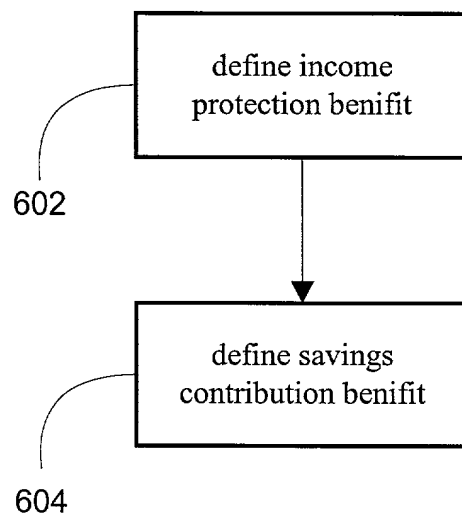 define income
protection benifit
602
define savings
contribution benifit
604